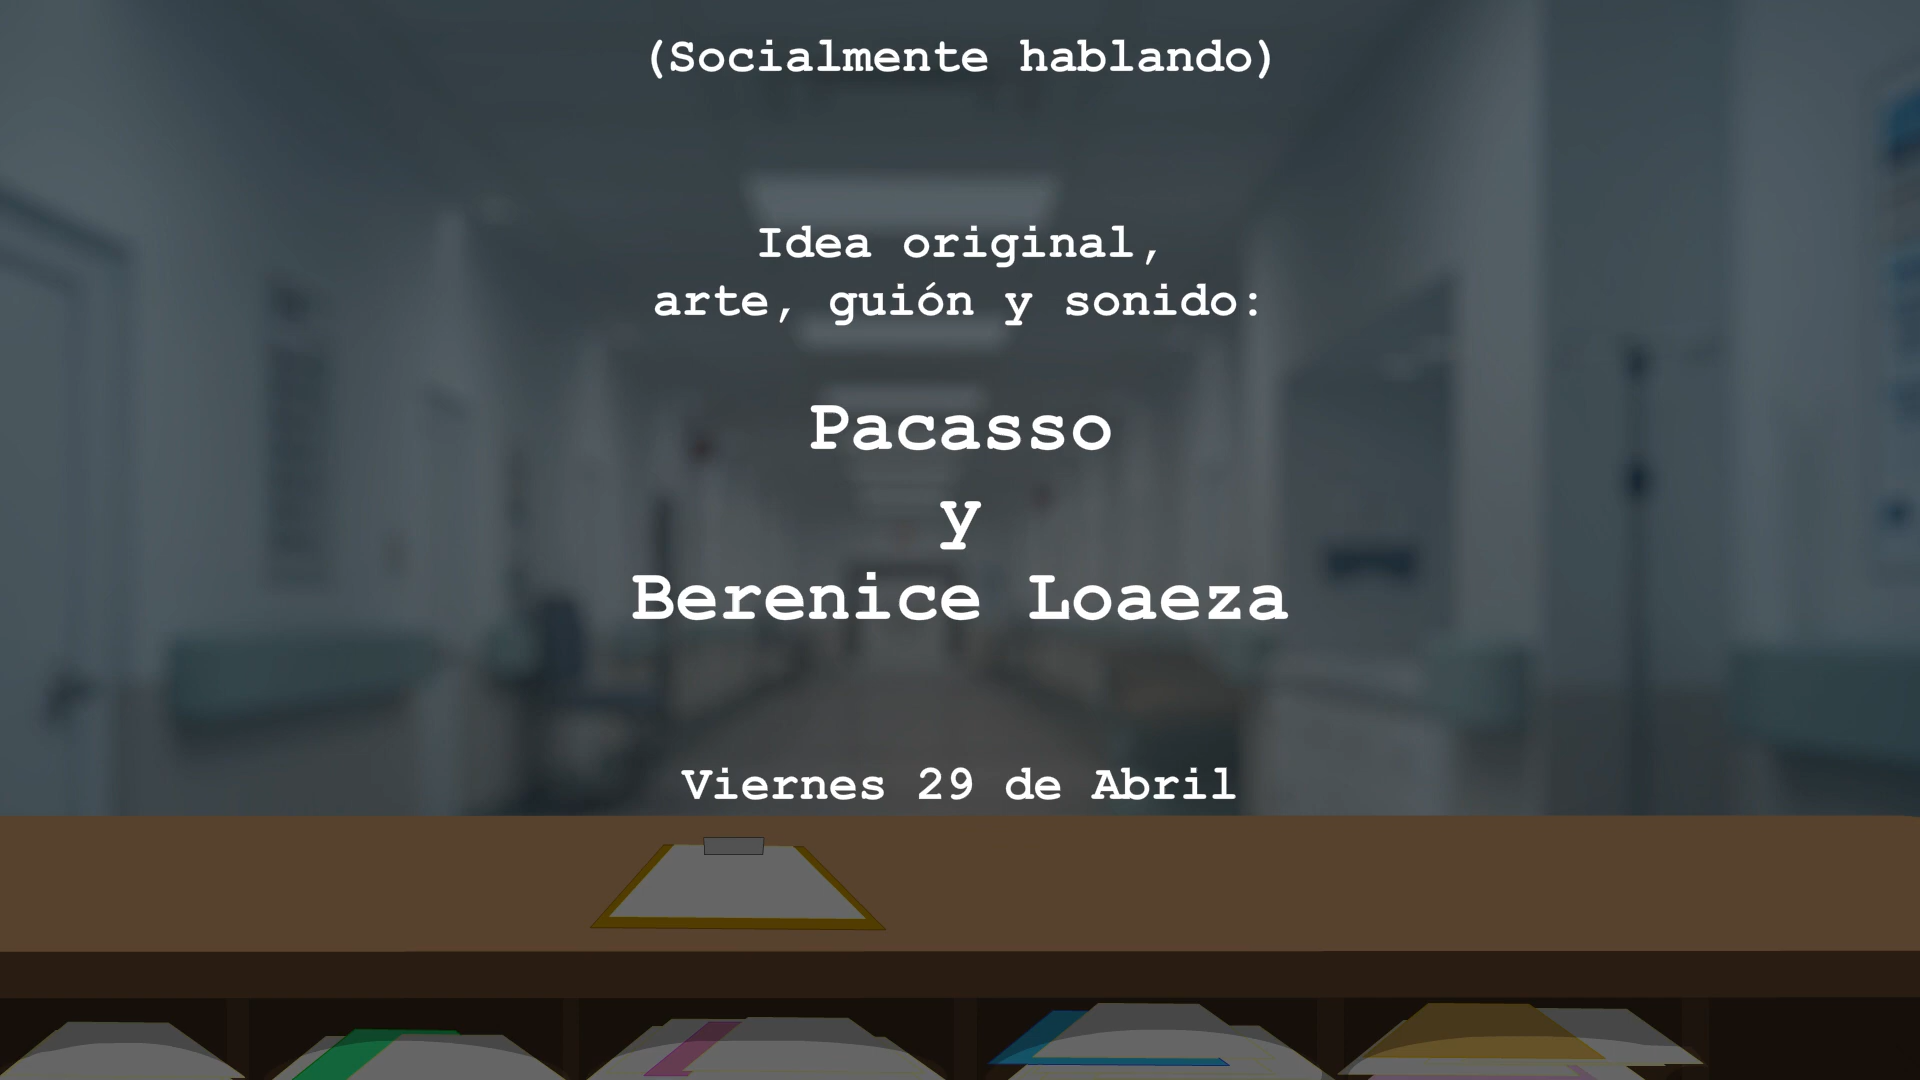 (Socialmente hablando)
Idea original,
arte, guión y sonido:
Pacasso
y
Berenice Loaeza
Viernes 29 de Abril